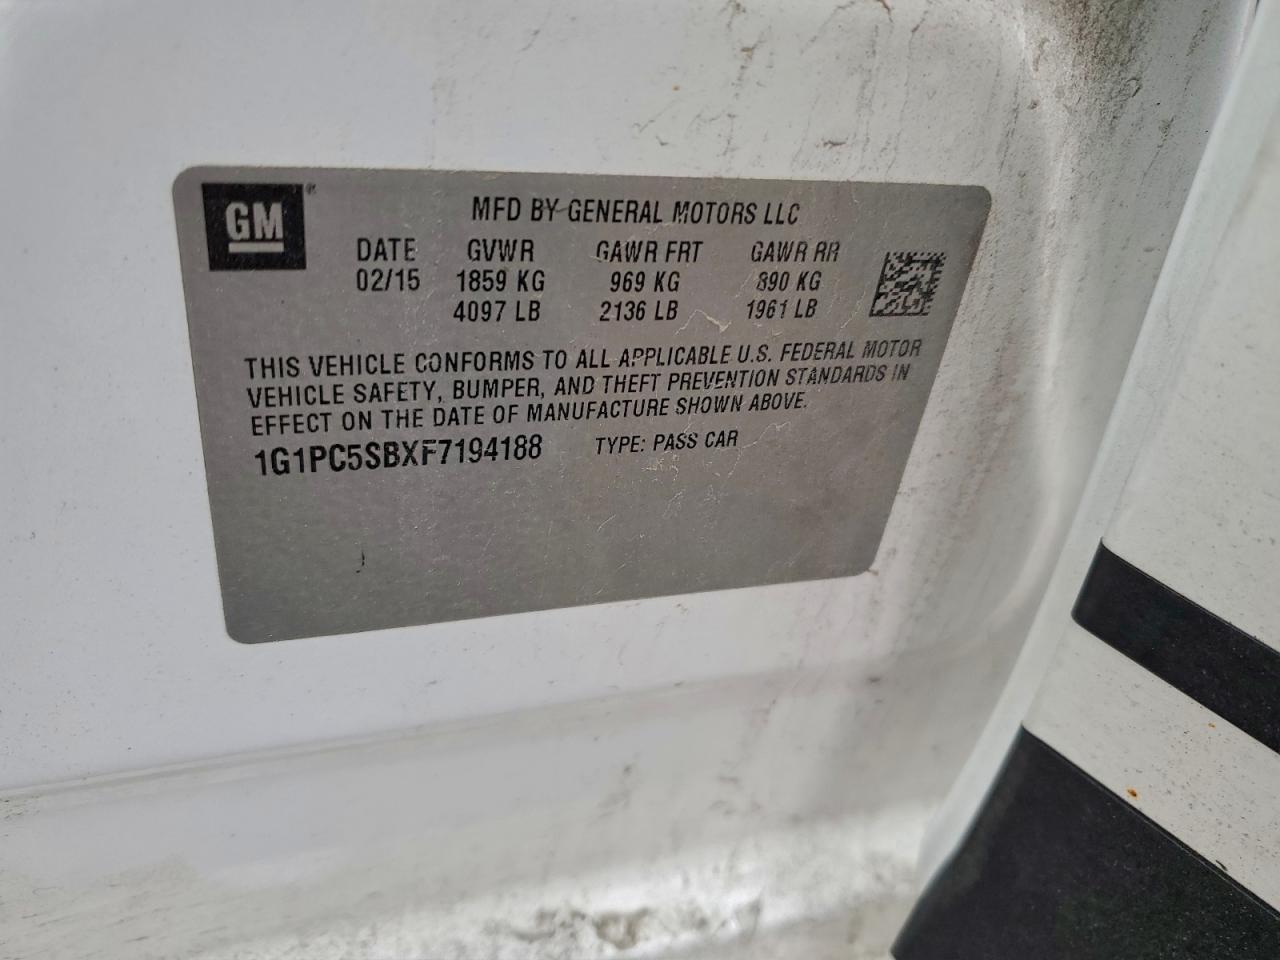 GM®
MFD BY GENERAL MOTORS LLC
DATE GVWR GAWR FRT GAWR RR
02/15 1859 KG 969 KG 890 KG
4097 LB 2136 LB 1961 LB
THIS VEHICLE CONFORMS TO ALL APPLICABLE U.S. FEDERAL MOTOR
VEHICLE SAFETY, BUMPER, AND THEFT PREVENTION STANDARDS IN
EFFECT ON THE DATE OF MANUFACTURE SHOWN ABOVE.
1G1PC5SBXF7194188 TYPE: PASS CAR